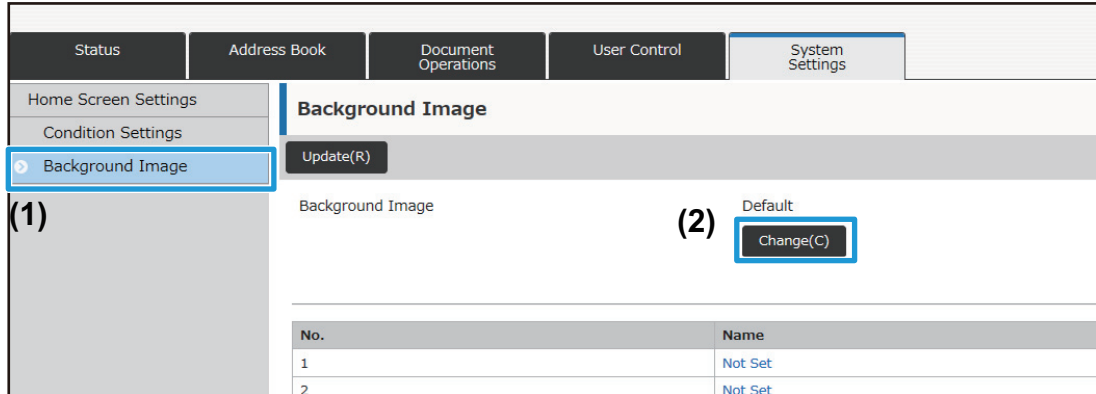 Status
Address Book
Document
Operations
User Control
System
Settings
Home Screen Settings
Condition Settings
Background Image
(1)
Background Image
Update(R)
Background Image
Default
(2)
Change(C)
No. Name
1 Not Set
2 Not Set